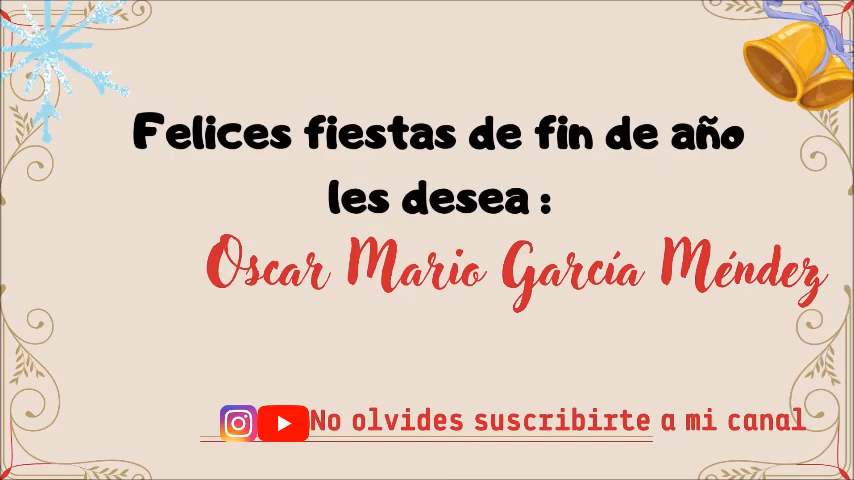 Felices fiestas de fin de año
les desea :
Oscar Mario García Méndez
No olvides suscribirte a mi canal